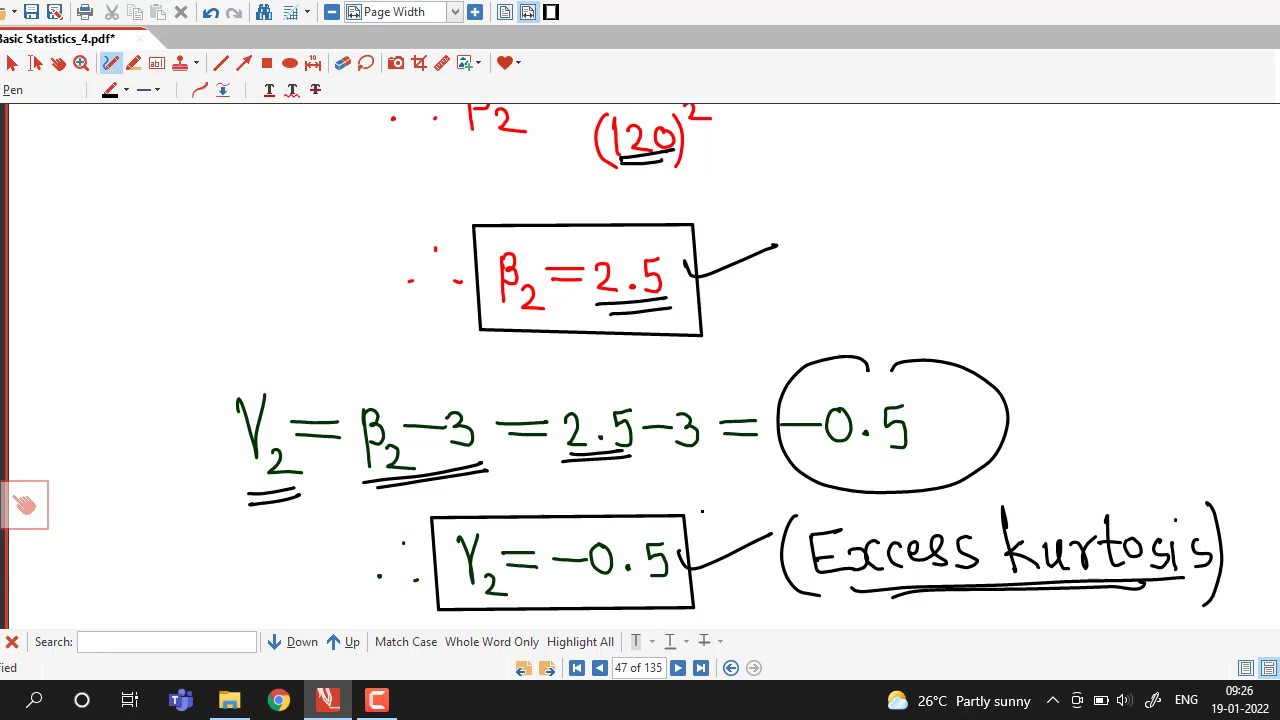 Page Width
Basic Statistics_4.pdf*
Pen
∴ β₂ (120)²
∴ β₂ = 2.5
γ₂ = β₂ − 3 = 2.5 − 3 = −0.5
∴ γ₂ = −0.5 (Excess kurtosis)
Search: Down Up Match Case Whole Word Only Highlight All T T T
fied 47 of 135
26°C Partly sunny ENG 09:26
19-01-2022